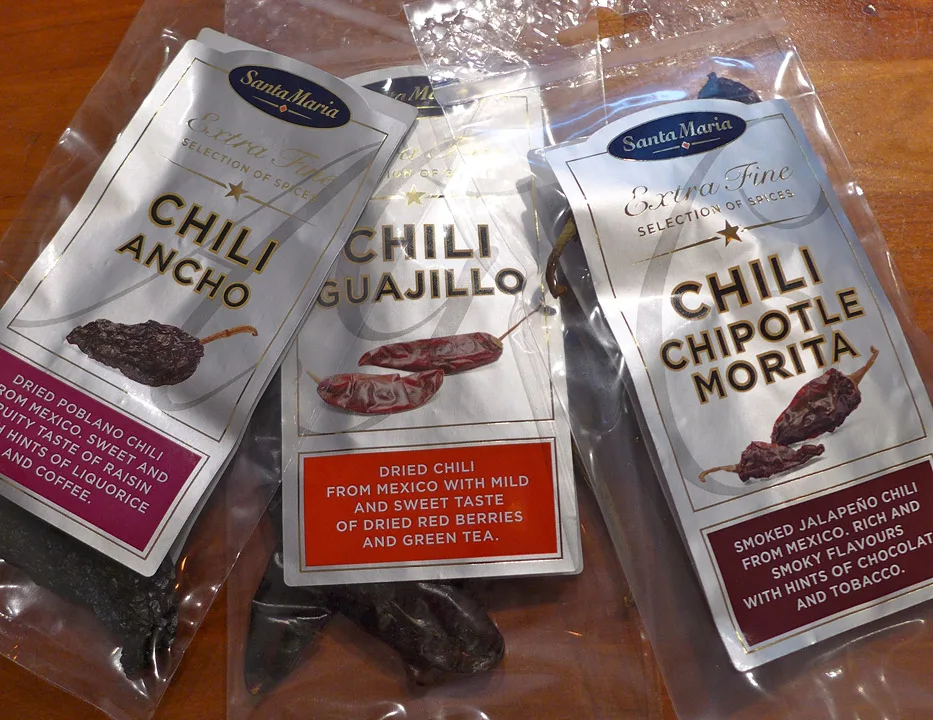 Santa Maria
Extra Fine
SELECTION OF SPICES
CHILI
ANCHO
DRIED POBLANO CHILI
FROM MEXICO. SWEET AND
FRUITY TASTE OF RAISIN
HINTS OF LIQUORICE
AND COFFEE.
CHILI
GUAJILLO
DRIED CHILI
FROM MEXICO WITH MILD
AND SWEET TASTE
OF DRIED RED BERRIES
AND GREEN TEA.
Santa Maria
Extra Fine
SELECTION OF SPICES
CHILI
CHIPOTLE
MORITA
SMOKED JALAPEÑO CHILI
FROM MEXICO. RICH AND
SMOKY FLAVOURS
WITH HINTS OF CHOCOLAT
AND TOBACCO.